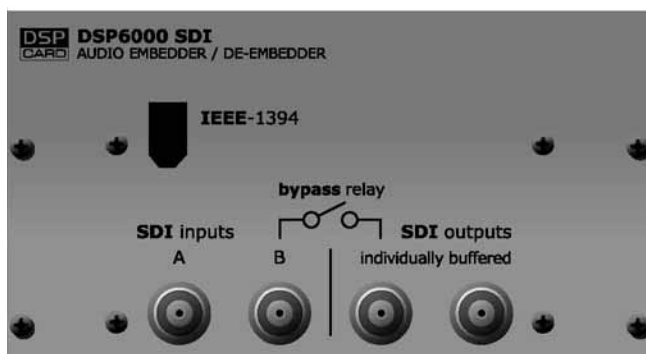 DSP CARD DSP6000 SDI
AUDIO EMBEDDER / DE-EMBEDDER
IEEE-1394
bypass relay
SDI inputs
SDI outputs
A
B
individually buffered